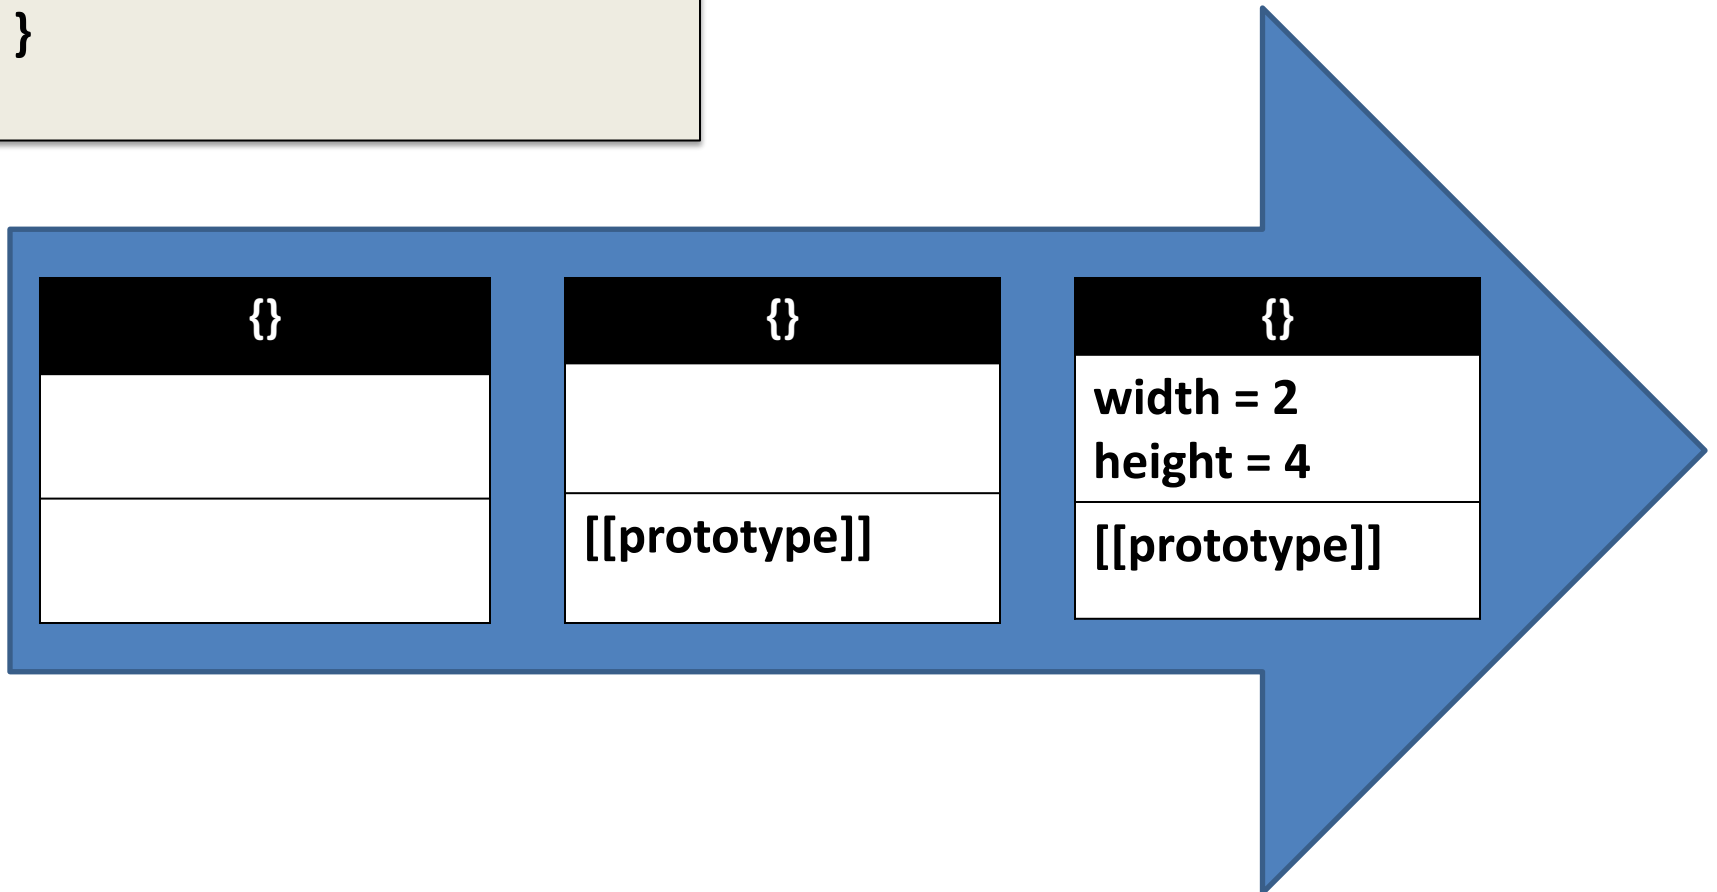 }
{}
{}
[[prototype]]
{}
width = 2
height = 4
[[prototype]]